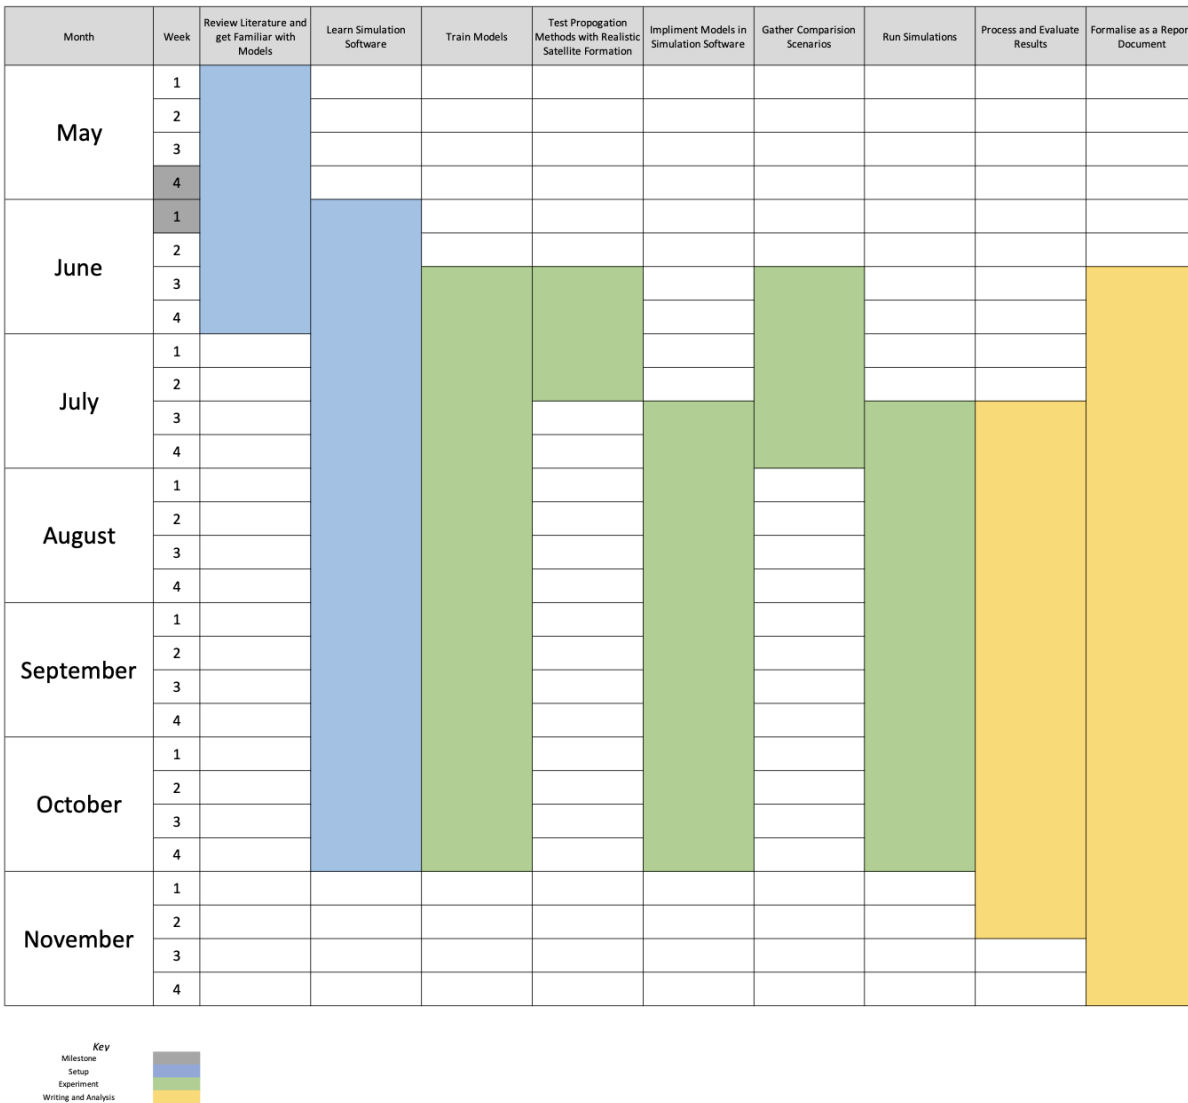 Month
Week
Review Literature and
get Familiar with
Models
Learn Simulation
Software
Train Models
Test Propogation
Methods with Realistic
Satellite Formation
Impliment Models in
Simulation Software
Gather Comparision
Scenarios
Run Simulations
Process and Evaluate
Results
Formalise as a Repor
Document
May
1
2
3
4
June
1
2
3
4
July
1
2
3
4
August
1
2
3
4
September
1
2
3
4
October
1
2
3
4
November
1
2
3
4
Key
Milestone
Setup
Experiment
Writing and Analysis